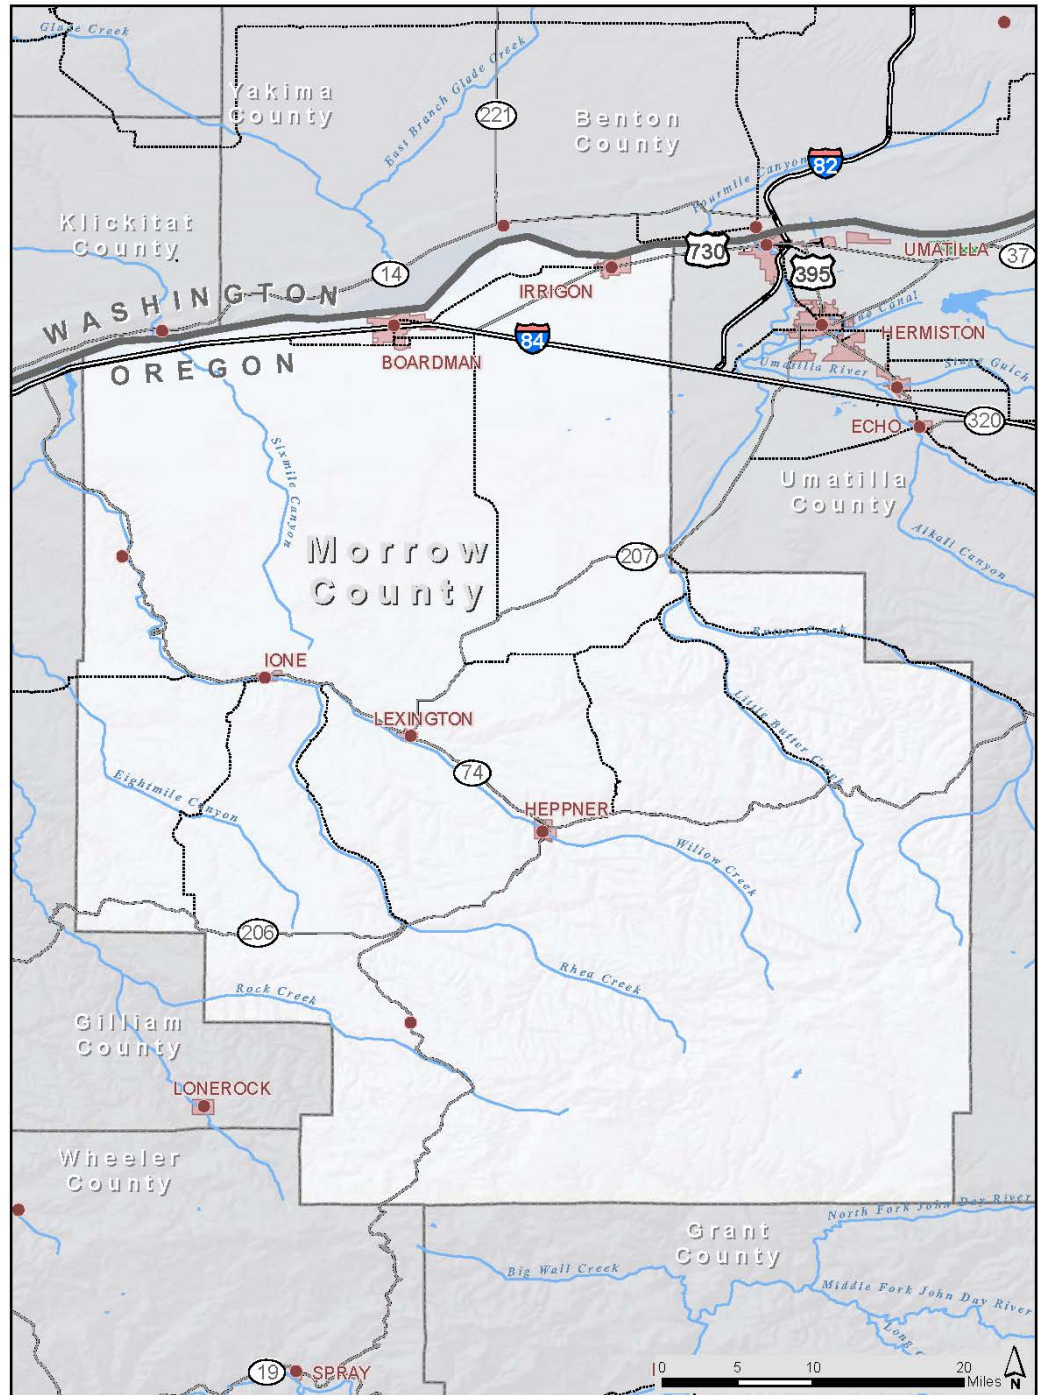 Glade Creek
Yakima
County
East Branch Glade Creek
221
Benton
County
82
Fourmile Canyon
Klickitat
County
14
730
UMATILLA
37
395
IRRIGON
WASHINGTON
84
HERMISTON
BOARDMAN
OREGON
Umatilla River
Stage Gulch
ECHO
320
Sixmile Canyon
Umatilla
County
Alkali Canyon
Morrow
County
207
Butter Creek
IONE
Little Butter Creek
LEXINGTON
74
Eightmile Canyon
HEPPNER
Willow Creek
206
Rhea Creek
Rock Creek
Gilliam
County
LONEROCK
Wheeler
County
North Fork John Day River
Grant
County
Big Wall Creek
Middle Fork John Day River
Long
19
SPRAY
0 5 10 20
Miles
N